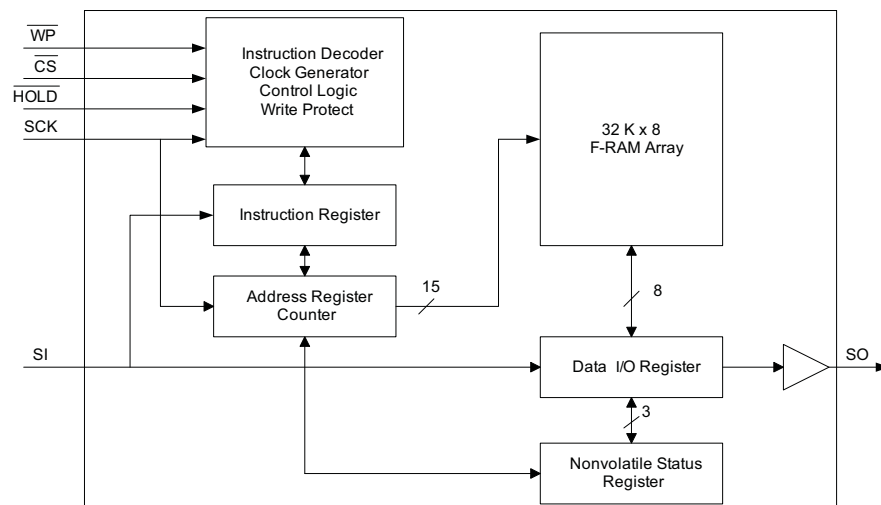 WP
CS
HOLD
SCK
Instruction Decoder
Clock Generator
Control Logic
Write Protect
32 K x 8
F-RAM Array
Instruction Register
Address Register
Counter
15
8
SI
Data I/O Register
SO
3
Nonvolatile Status
Register